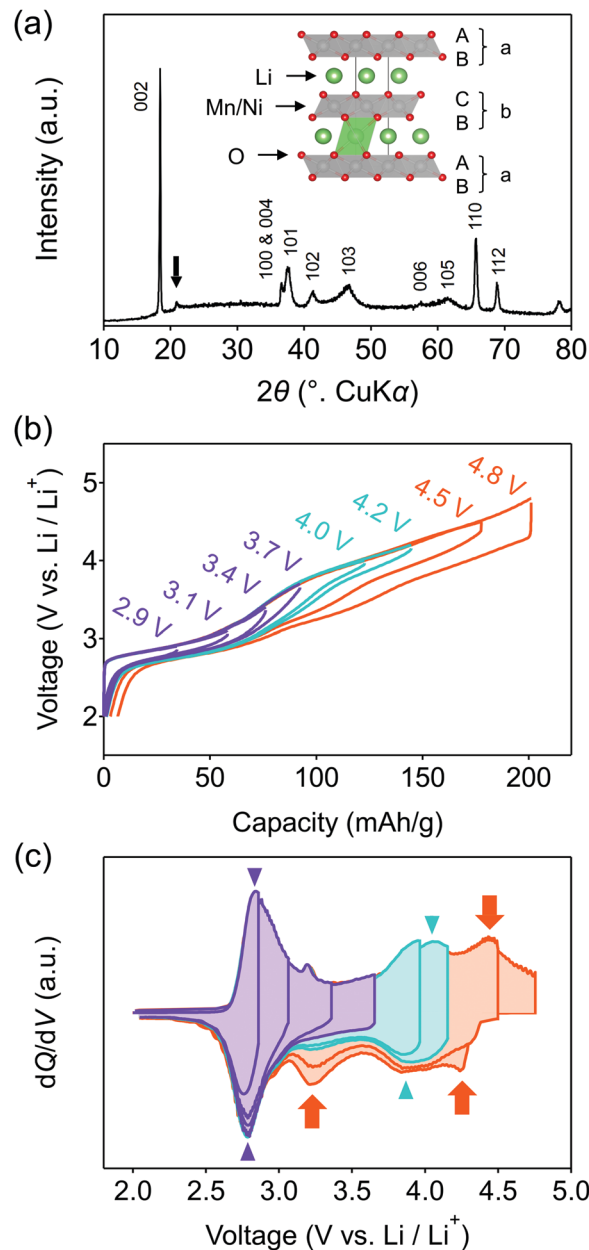 (a)
Intensity (a.u.)
002
Li
Mn/Ni
O
A
B
a
C
B
b
A
B
a
100 & 004
101
102
103
006
105
110
112
10 20 30 40 50 60 70 80
2θ (°. CuKα)
(b)
Voltage (V vs. Li / Li⁺)
5
4
3
2
2.9 V
3.1 V
3.4 V
3.7 V
4.0 V
4.2 V
4.5 V
4.8 V
0 50 100 150 200
Capacity (mAh/g)
(c)
dQ/dV (a.u.)
2.0 2.5 3.0 3.5 4.0 4.5 5.0
Voltage (V vs. Li / Li⁺)